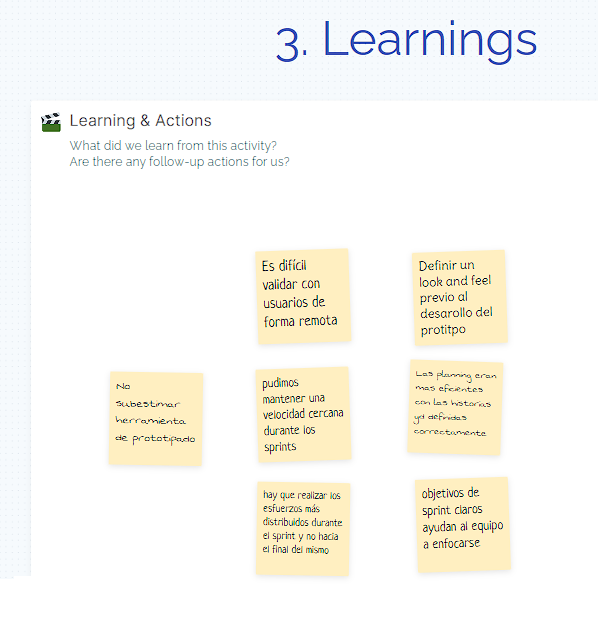 3. Learnings
Learning & Actions
What did we learn from this activity?
Are there any follow-up actions for us?
Es difícil
validar con
usuarios de
forma remota
Definir un
look and feel
previo al
desarollo del
protitpo
No
subestimar
herramienta
de prototipado
pudimos
mantener una
velocidad cercana
durante los
sprints
Las planning eran
mas eficientes
con las historias
ya definidas
correctamente
hay que realizar los
esfuerzos más
distribuidos durante
el sprint y no hacia
el final del mismo
objetivos de
sprint claros
ayudan al equipo
a enfocarse